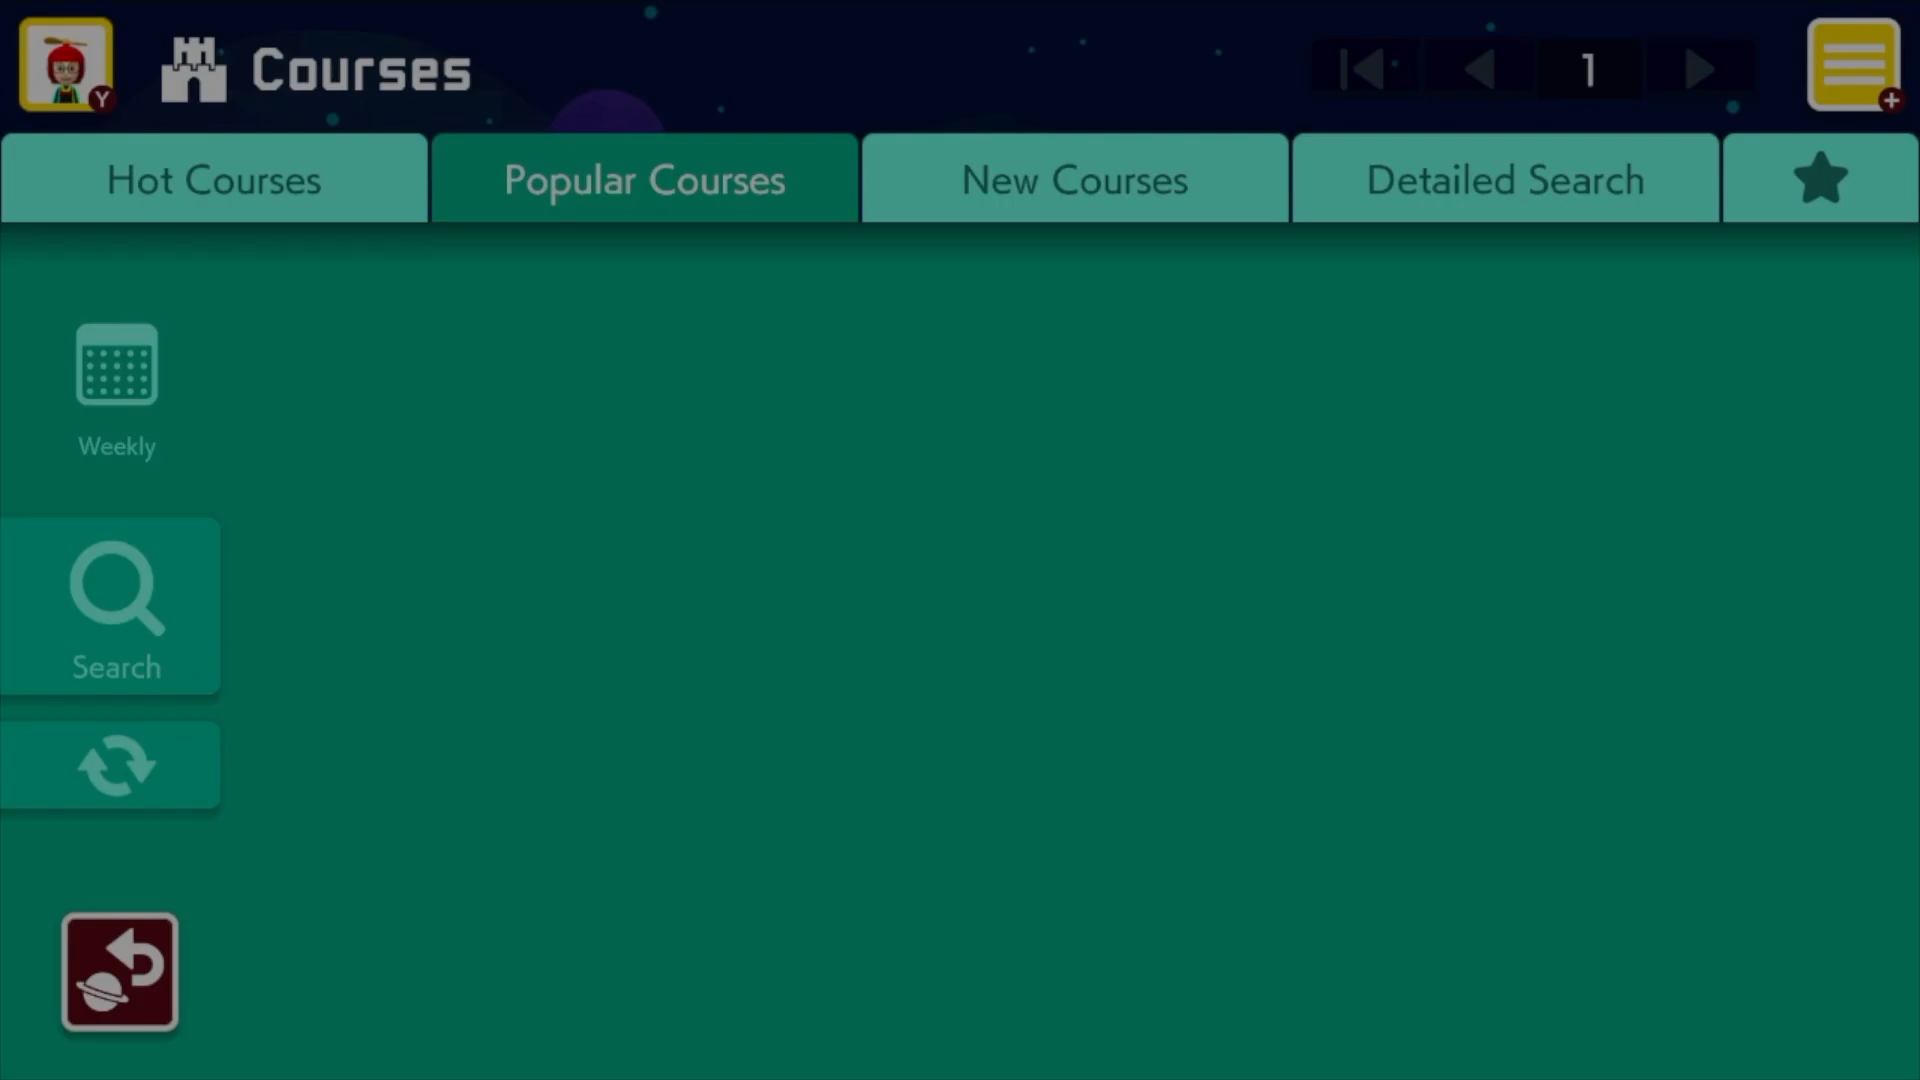 Y
Courses
1
+
Hot Courses
Popular Courses
New Courses
Detailed Search
Weekly
Search